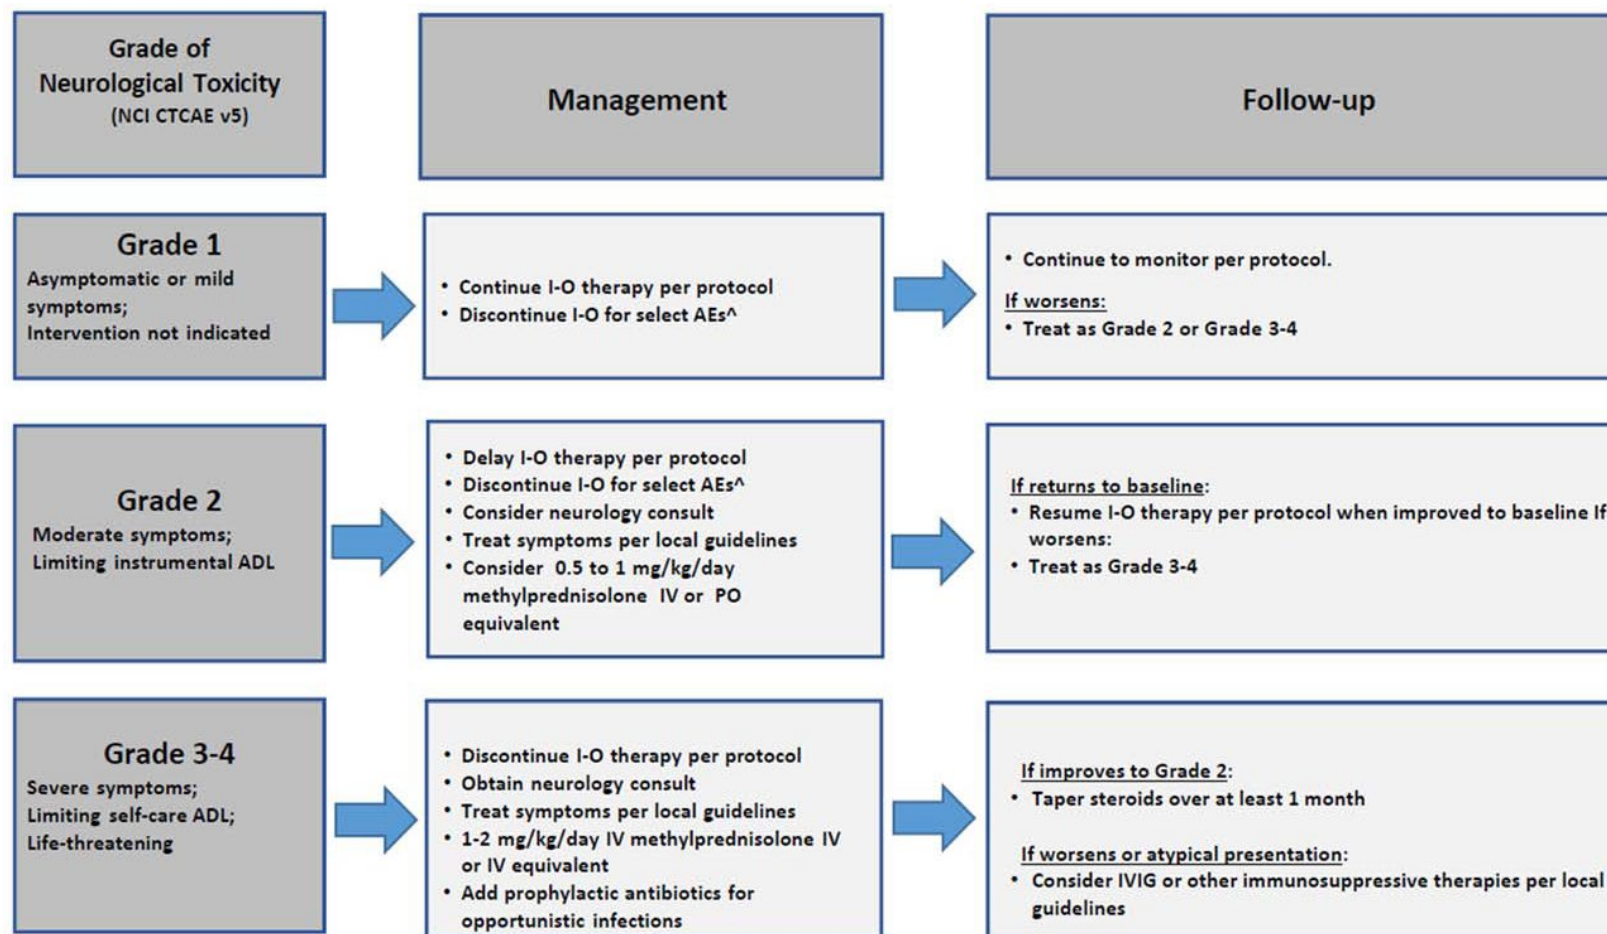 Grade of
Neurological Toxicity
(NCI CTCAE v5)
Management
Follow-up
Grade 1
Asymptomatic or mild
symptoms;
Intervention not indicated
• Continue I-O therapy per protocol
• Discontinue I-O for select AEs^
• Continue to monitor per protocol.
If worsens:
• Treat as Grade 2 or Grade 3-4
Grade 2
Moderate symptoms;
Limiting instrumental ADL
• Delay I-O therapy per protocol
• Discontinue I-O for select AEs^
• Consider neurology consult
• Treat symptoms per local guidelines
• Consider 0.5 to 1 mg/kg/day
methylprednisolone IV or PO
equivalent
If returns to baseline:
• Resume I-O therapy per protocol when improved to baseline If
worsens:
• Treat as Grade 3-4
Grade 3-4
Severe symptoms;
Limiting self-care ADL;
Life-threatening
• Discontinue I-O therapy per protocol
• Obtain neurology consult
• Treat symptoms per local guidelines
• 1-2 mg/kg/day IV methylprednisolone IV
or IV equivalent
• Add prophylactic antibiotics for
opportunistic infections
If improves to Grade 2:
• Taper steroids over at least 1 month
If worsens or atypical presentation:
• Consider IVIG or other immunosuppressive therapies per local
guidelines